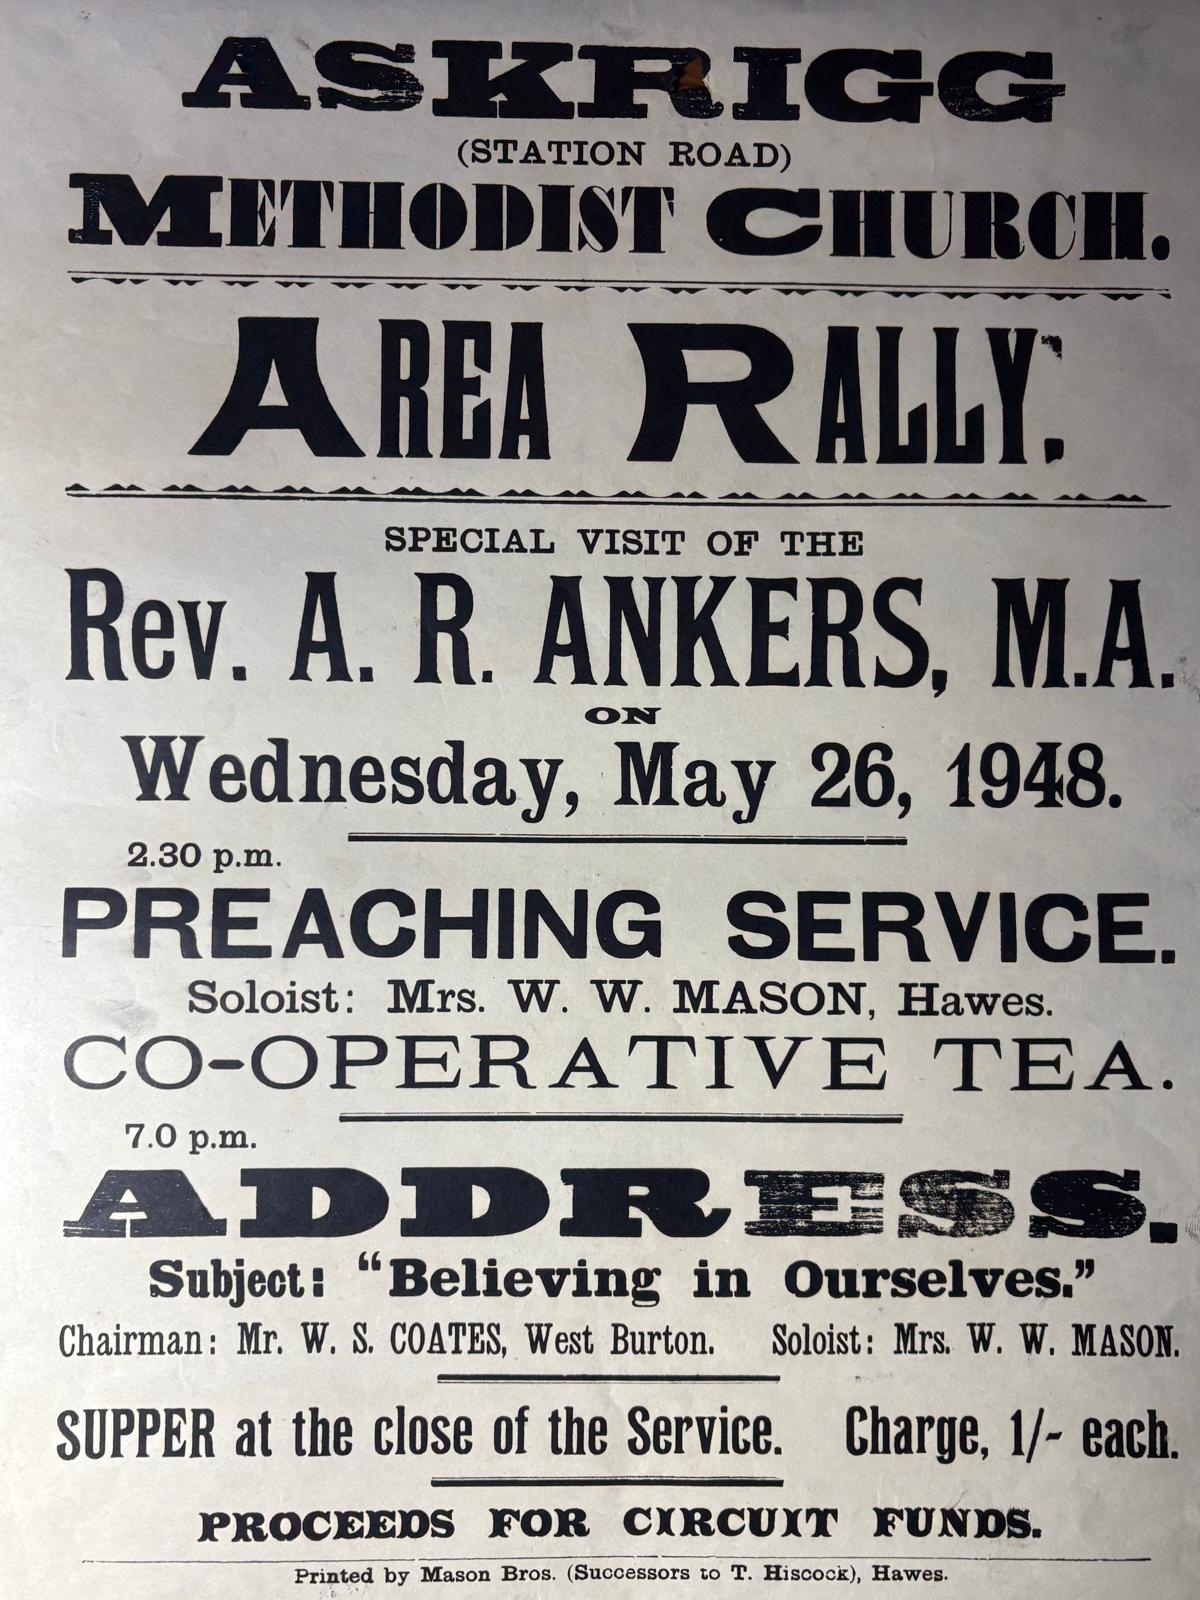 ASKRIGG
(STATION ROAD)
METHODIST CHURCH.
AREA RALLY.
SPECIAL VISIT OF THE
Rev. A. R. ANKERS, M.A.
ON
Wednesday, May 26, 1948.
2.30 p.m.
PREACHING SERVICE.
Soloist: Mrs. W. W. MASON, Hawes.
CO-OPERATIVE TEA.
7.0 p.m.
ADDRESS.
Subject: “Believing in Ourselves.”
Chairman: Mr. W. S. COATES, West Burton. Soloist: Mrs. W. W. MASON.
SUPPER at the close of the Service. Charge, 1/- each.
PROCEEDS FOR CIRCUIT FUNDS.
Printed by Mason Bros. (Successors to T. Hiscock), Hawes.